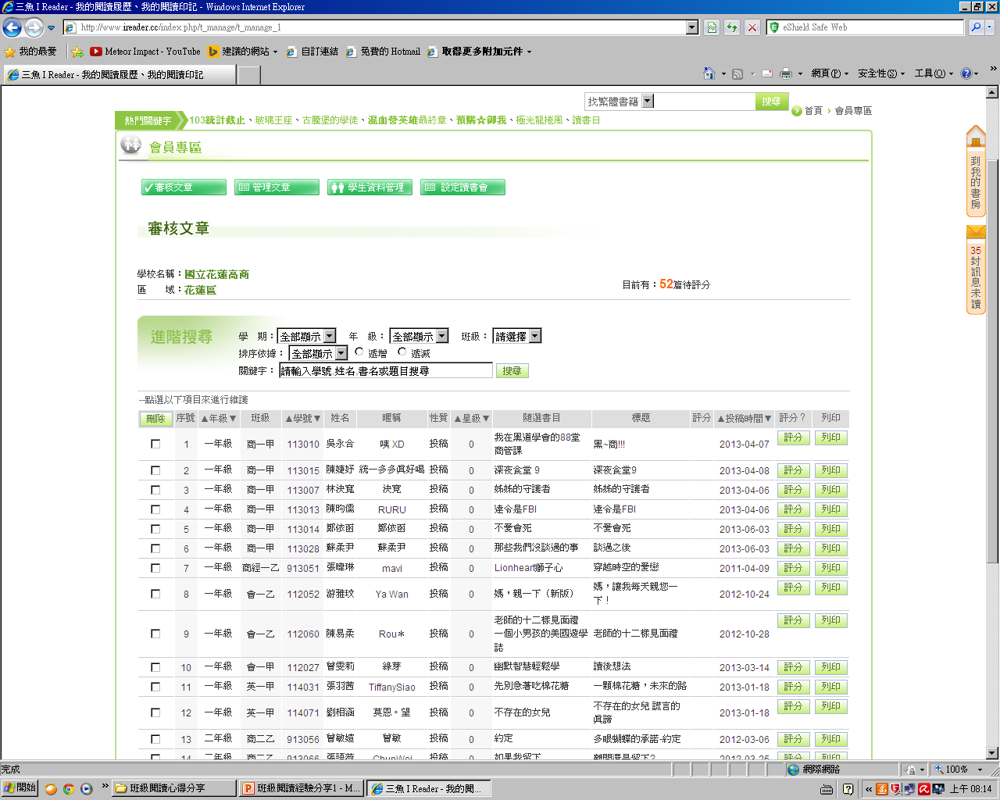 三魚 I Reader - 我的閱讀履歷、我的閱讀印記 - Windows Internet Explorer
http://www.ireader.cc/index.php/t_manage/t_manage_1
eShield Safe Web
我的最愛 Meteor Impact - YouTube 建議的網站 自訂連結 免費的 Hotmail 取得更多附加元件
三魚 I Reader - 我的閱讀履歷、我的閱讀印記
網頁(P) 安全性(S) 工具(O)
找繁體書籍 搜尋
首頁 › 會員專區
熱門關鍵字 103統計截止、玻璃王座、古騰堡的學徒、混血營英雄最終章、預購☆御我、極光龍捲風、讀書日
會員專區
到我的書房
審核文章 管理文章 學生資料管理 設定讀書會
審核文章
35封訊息未讀
學校名稱：國立花蓮高商
目前有：52篇待評分
區 域：花蓮區
進階搜尋
學 期：全部顯示 年 級：全部顯示 班級：請選擇
排序依據：全部顯示 遞增 遞減
關鍵字：請輸入學號,姓名,書名或題目搜尋 搜尋
--點選以下項目來進行維護
刪除 序號 ▲年級▼ 班級 ▲學號▼ 姓名 暱稱 性質 ▲星級▼ 隨選書目 標題 評分 ▲投稿時間▼ 評分？ 列印
1 一年級 商一甲 113010 吳永合 咦 XD 投稿 0 我在黑道學會的88堂商管課 黑~商!!! 2013-04-07 評分 列印
2 一年級 商一甲 113015 陳婕妤 統一多多真好喝 投稿 0 深夜食堂 9 深夜食堂9 2013-04-08 評分 列印
3 一年級 商一甲 113007 林決寬 決寬 投稿 0 姊姊的守護者 姊姊的守護者 2013-04-06 評分 列印
4 一年級 商一甲 113013 陳昀儒 RURU 投稿 0 達令是FBI 達令是FBI 2013-04-06 評分 列印
5 一年級 商一甲 113014 鄭依函 鄭依函 投稿 0 不愛會死 不愛會死 2013-06-03 評分 列印
6 一年級 商一甲 113028 蘇柔尹 蘇柔尹 投稿 0 那些我們沒談過的事 談過之後 2013-06-03 評分 列印
7 一年級 商經一乙 913051 張暐琳 mavi 投稿 0 Lionheart獅子心 穿越時空的愛戀 2011-04-09 評分 列印
8 一年級 會一乙 112052 游雅玟 Ya Wan 投稿 0 媽，親一下（新版） 媽，讓我每天親您一下！ 2012-10-24 評分 列印
9 一年級 會一乙 112060 陳易柔 Rou＊ 投稿 0 老師的十二樣見面禮 一個小男孩的美國遊學誌 老師的十二樣見面禮 2012-10-28 評分 列印
10 一年級 會一甲 112027 曾雯莉 綠芽 投稿 0 幽默智慧輕鬆學 讀後想法 2013-03-14 評分 列印
11 一年級 英一甲 114031 張羽茜 TiffanySiao 投稿 0 先別急著吃棉花糖 一顆棉花糖，未來的路 2013-01-18 評分 列印
12 一年級 英一甲 114071 劉相涵 莫恩。望 投稿 0 不存在的女兒 不存在的女兒 謊言的真諦 2013-01-18 評分 列印
13 二年級 商二乙 913056 曾敏媗 曾敏 投稿 0 約定 多眼蝴蝶的承諾-約定 2012-03-06 評分 列印
14 二年級 商二乙 913066 ChunWei 投稿 0 如果我留下 離開還是留下? 2012-03-25 評分 列印
完成 網際網路 100%
開始 班級閱讀心得分享 班級閱讀經驗分享1 - M... 三魚 I Reader - 我的閱... 上午 08:14